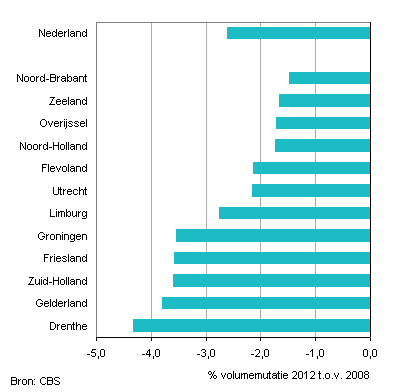 Nederland
Noord-Brabant
Zeeland
Overijssel
Noord-Holland
Flevoland
Utrecht
Limburg
Groningen
Friesland
Zuid-Holland
Gelderland
Drenthe
-5,0 -4,0 -3,0 -2,0 -1,0 0,0
% volumemutatie 2012 t.o.v. 2008
Bron: CBS